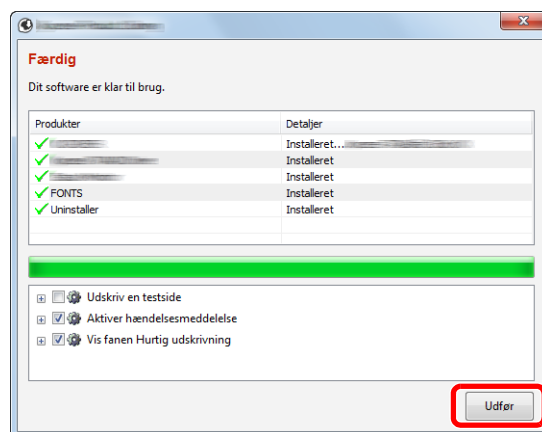 Færdig
Dit software er klar til brug.
Produkter Detaljer
Installeret...
Installeret
Installeret
FONTS Installeret
Uninstaller Installeret
Udskriv en testside
Aktiver hændelsesmeddelelse
Vis fanen Hurtig udskrivning
Udfør